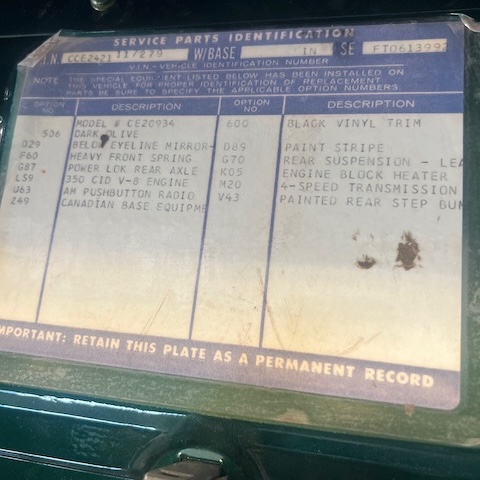 SERVICE PARTS IDENTIFICATION
I.N. CCE2421 117279 W/BASE IN SE FT0613992
V.I.N - VEHICLE IDENTIFICATION NUMBER
NOTE THE SPECIAL EQUIPMENT LISTED BELOW HAS BEEN INSTALLED ON
THIS VEHICLE FOR PROPER IDENTIFICATION OF REPLACEMENT
PARTS BE SURE TO SPECIFY THE APPLICABLE OPTION NUMBERS
OPTION NO. DESCRIPTION OPTION NO. DESCRIPTION
MODEL # CE20934 600 BLACK VINYL TRIM
506 DARK OLIVE
D29 BELOW EYELINE MIRROR- D89 PAINT STRIPE
F60 HEAVY FRONT SPRING G70 REAR SUSPENSION - LEA
G87 POWER LOK REAR AXLE K05 ENGINE BLOCK HEATER
LS9 350 CID V-8 ENGINE M20 4-SPEED TRANSMISSION
U63 AM PUSHBUTTON RADIO V43 PAINTED REAR STEP BUM
Z49 CANADIAN BASE EQUIPME
IMPORTANT: RETAIN THIS PLATE AS A PERMANENT RECORD